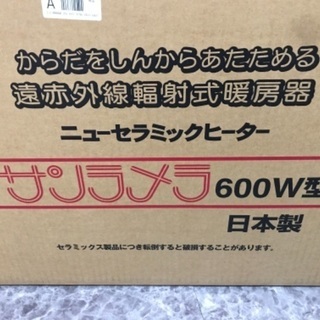 A
からだをしんからあたためる
遠赤外線輻射式暖房器
ニューセラミックヒーター
サンラメラ 600W型
日本製
セラミックス製品につき転倒すると破損することがあります。